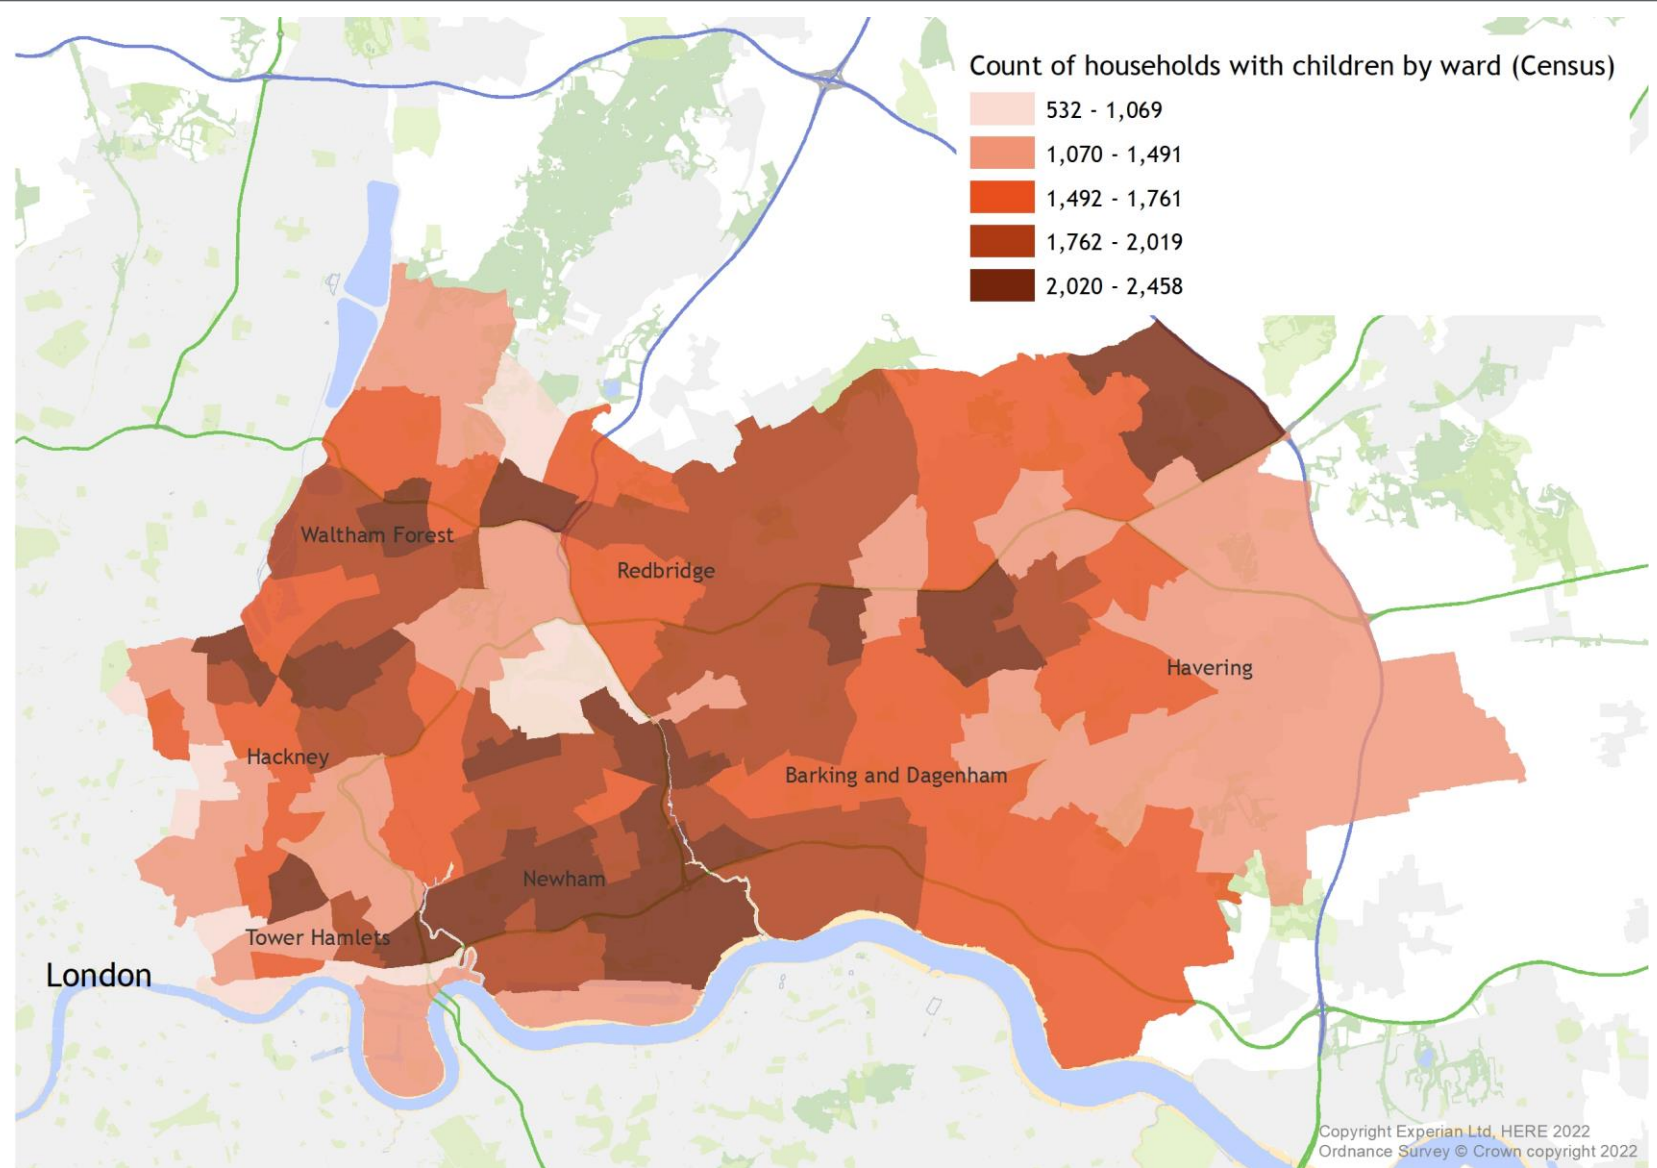 Count of households with children by ward (Census)
532 - 1,069
1,070 - 1,491
1,492 - 1,761
1,762 - 2,019
2,020 - 2,458
Waltham Forest
Redbridge
Havering
Hackney
Barking and Dagenham
Newham
Tower Hamlets
London
Copyright Experian Ltd, HERE 2022
Ordnance Survey © Crown copyright 2022